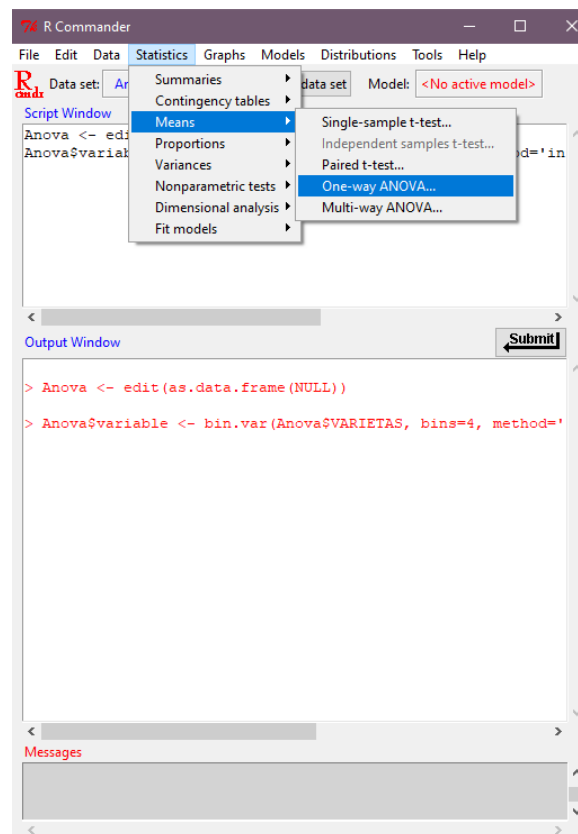 R Commander
File Edit Data Statistics Graphs Models Distributions Tools Help
R cmdr Data set: An data set Model: <No active model>
Summaries
Contingency tables
Means
Proportions
Variances
Nonparametric tests
Dimensional analysis
Fit models
Single-sample t-test...
Independent samples t-test...
Paired t-test...
One-way ANOVA...
Multi-way ANOVA...
Script Window
Anova <- edi
Anova$variab od='in
Submit
Output Window
> Anova <- edit(as.data.frame(NULL))
> Anova$variable <- bin.var(Anova$VARIETAS, bins=4, method='
Messages